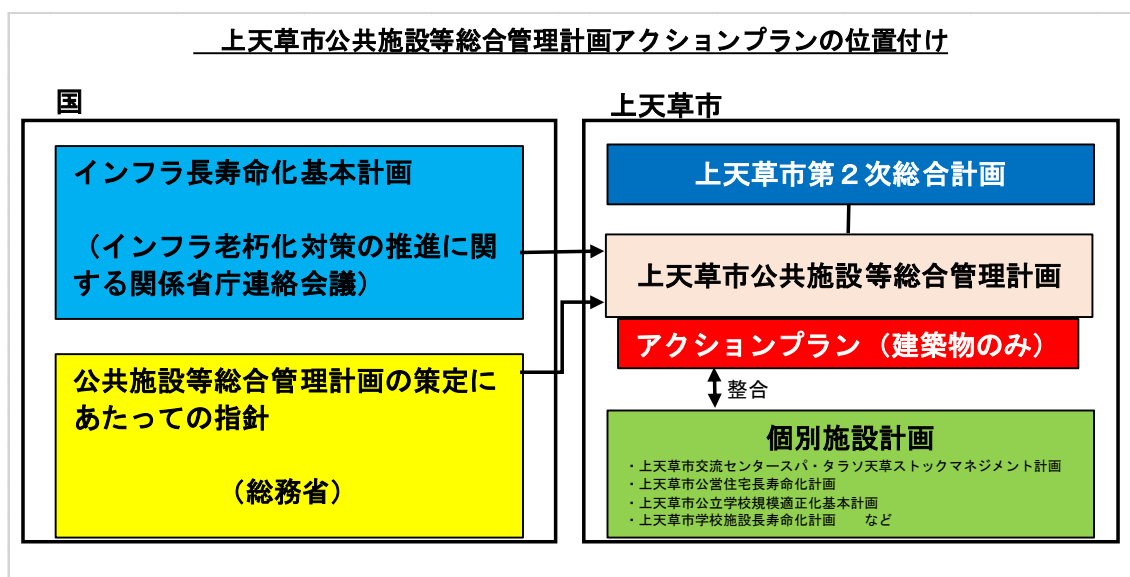 上天草市公共施設等総合管理計画アクションプランの位置付け
国
インフラ長寿命化基本計画
（インフラ老朽化対策の推進に関
する関係省庁連絡会議）
公共施設等総合管理計画の策定に
あたっての指針
（総務省）
上天草市
上天草市第２次総合計画
上天草市公共施設等総合管理計画
アクションプラン（建築物のみ）
整合
個別施設計画
・上天草市交流センタースパ・タラソ天草ストックマネジメント計画
・上天草市公営住宅長寿命化計画
・上天草市公立学校規模適正化基本計画
・上天草市学校施設長寿命化計画　　など